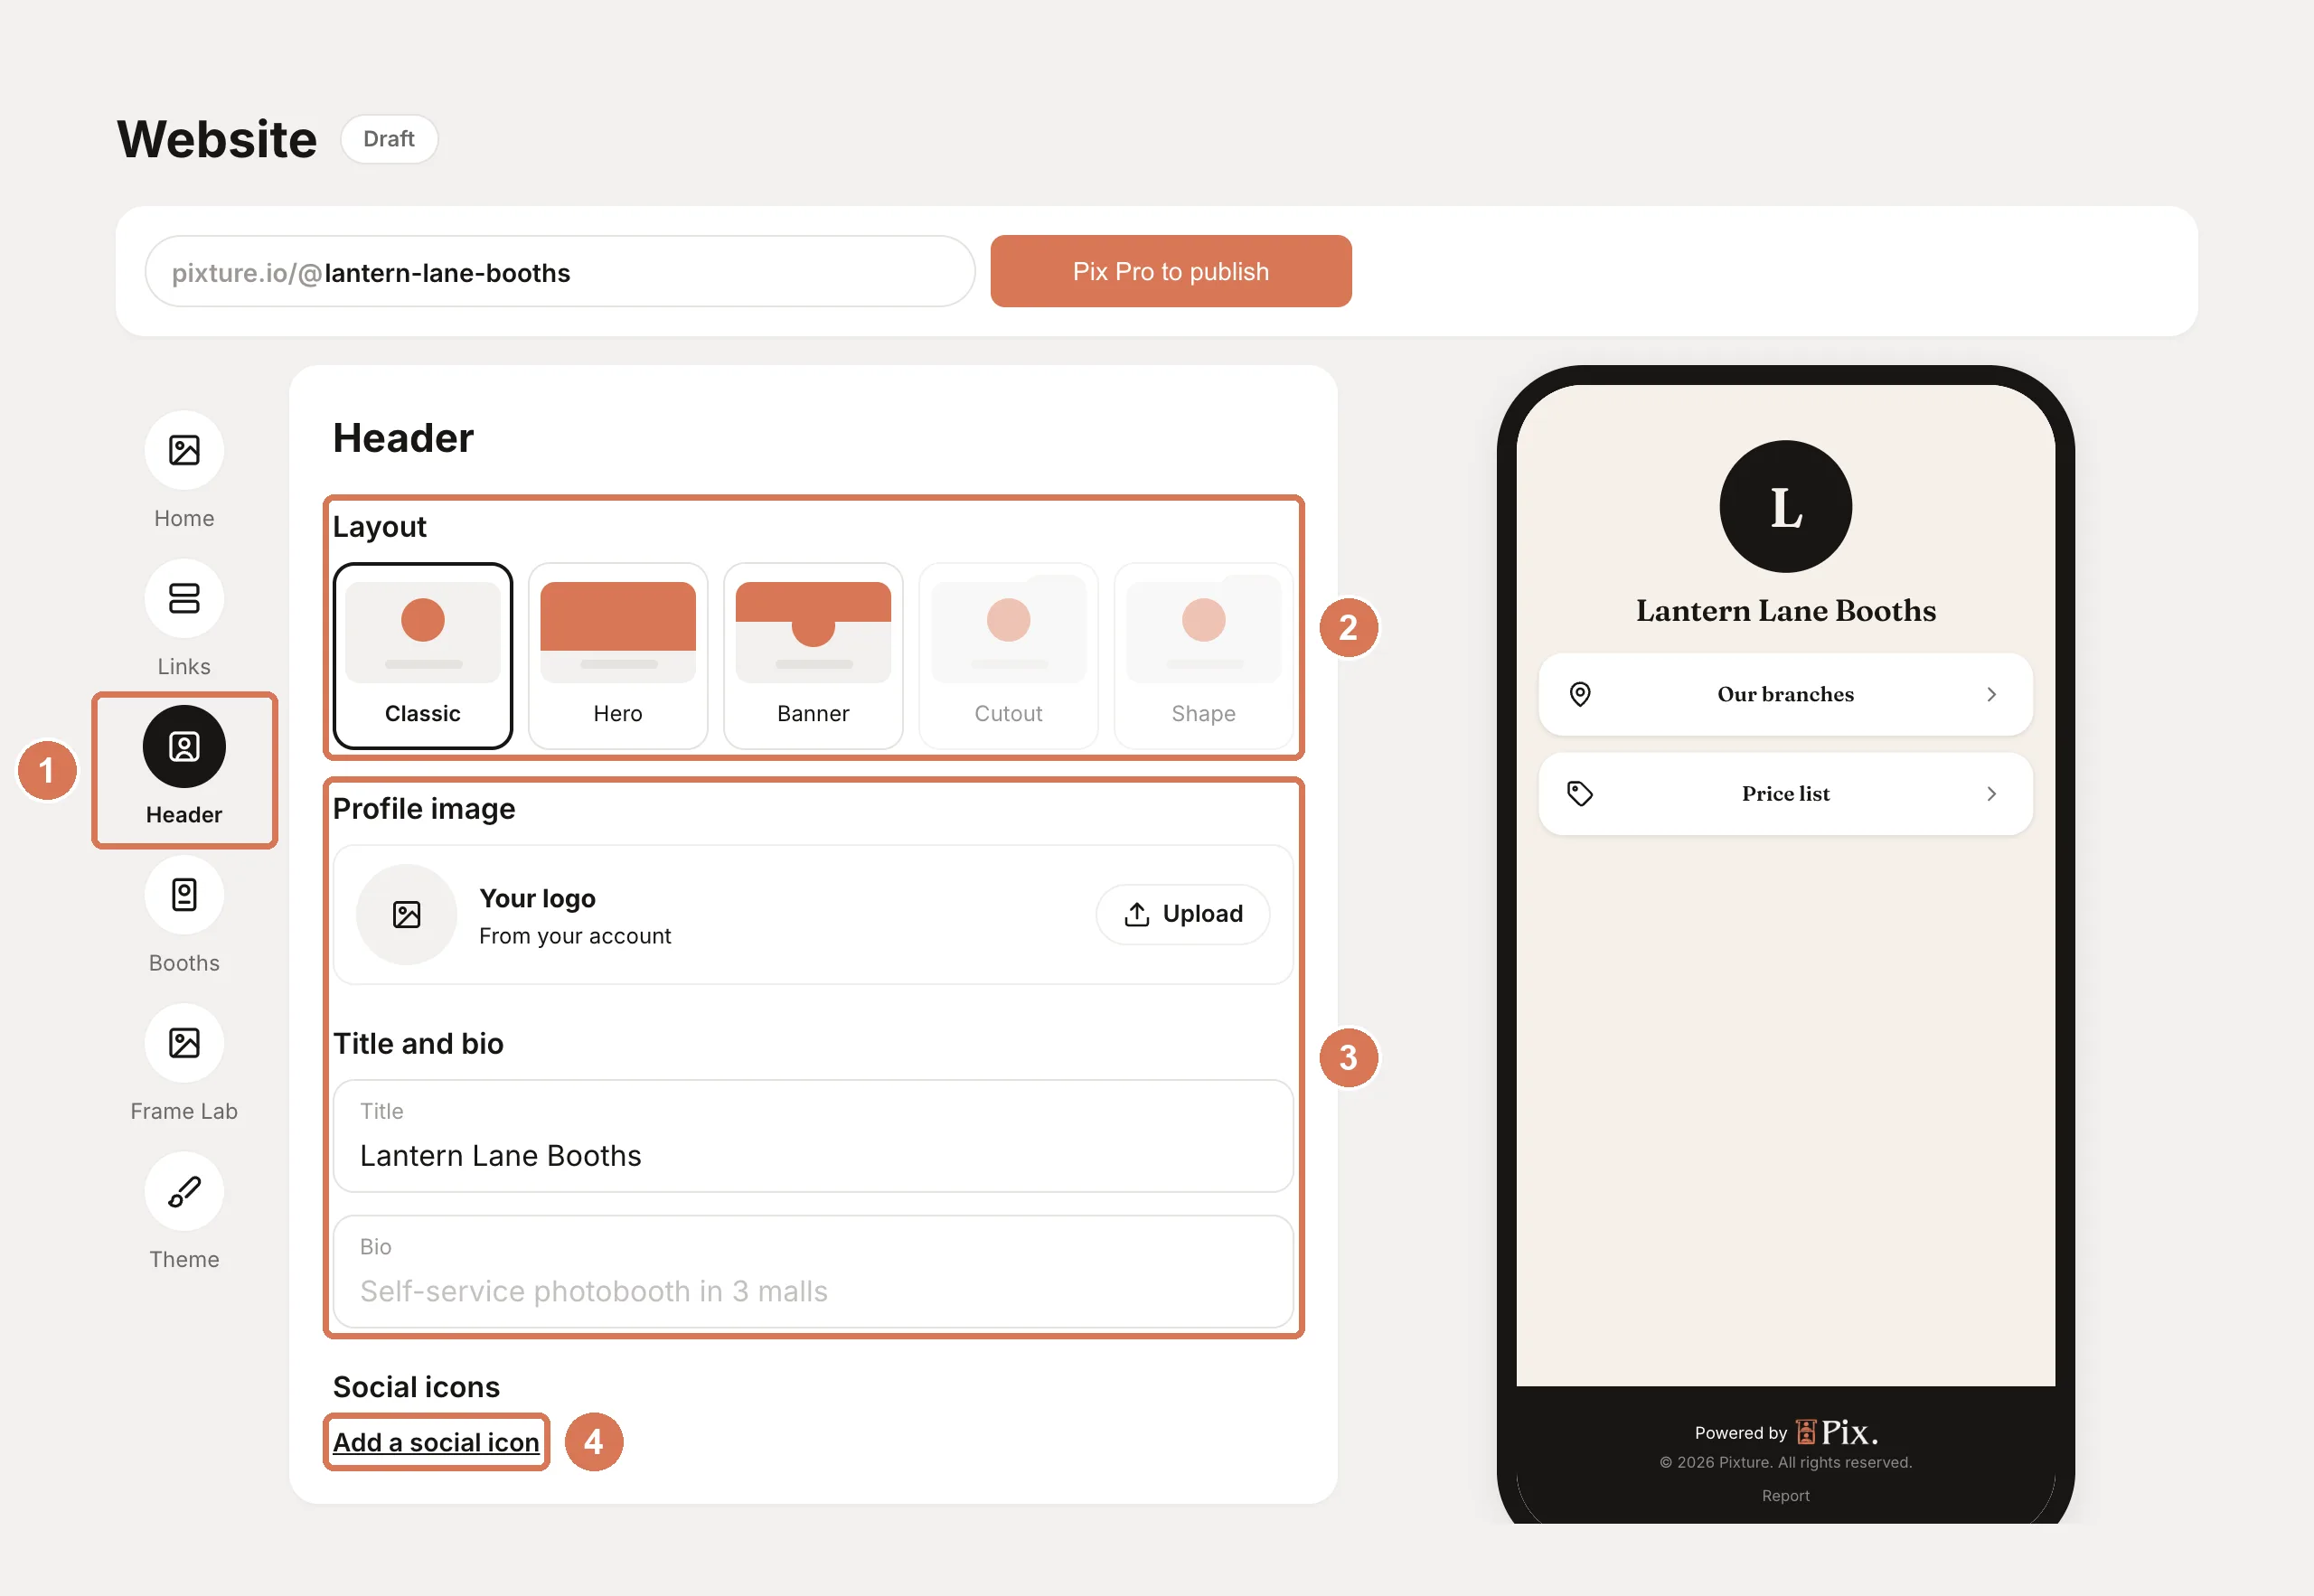 Website
Draft
pixture.io/@lantern-lane-booths
Pix Pro to publish
Home
Links
1
Header
Booths
Frame Lab
Theme
Header
Layout
Classic
Hero
Banner
Cutout
Shape
2
Profile image
Your logo
From your account
Upload
Title and bio
Title
Lantern Lane Booths
Bio
Self-service photobooth in 3 malls
3
Social icons
Add a social icon
4
L
Lantern Lane Booths
Our branches
Price list
Powered by Pix.
© 2026 Pixture. All rights reserved.
Report